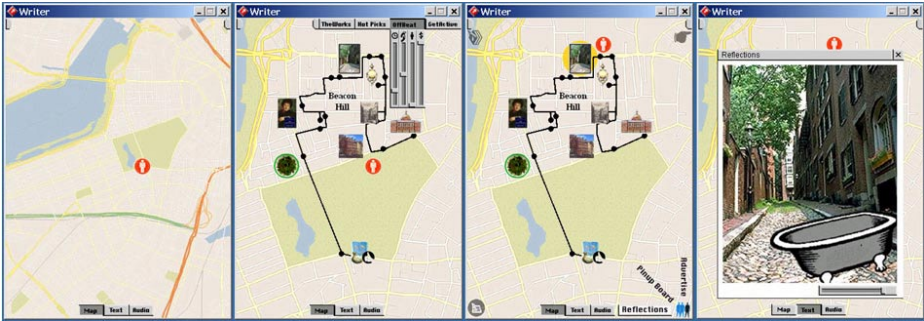 Writer
Map Text Audio
Writer
TheWorks Hot Picks OffBeat GetActive
$
Beacon
Hill
Map Text Audio
Writer
Beacon
Hill
Pinup Board
Advertise
Reflections
Map Text Audio
Writer
Reflections
Map Text Audio